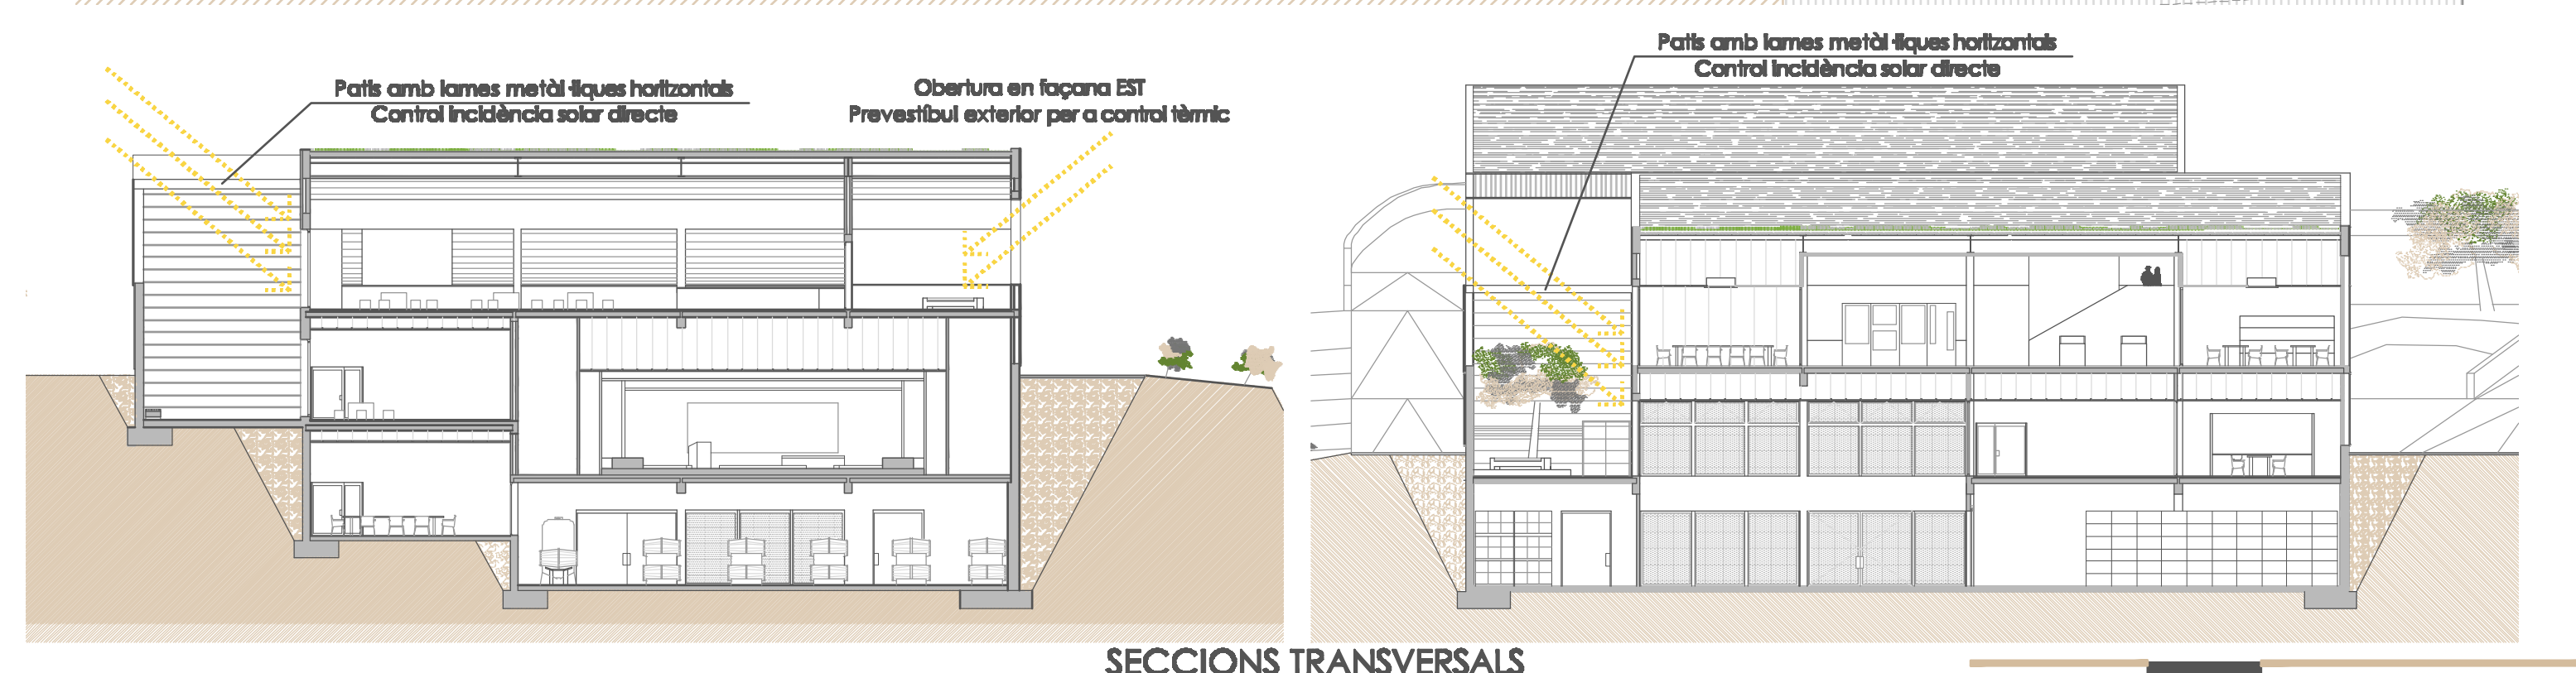 Patis amb lames metàl·liques horitzontals
Control incidència solar directe
Obertura en façana EST
Prevestíbul exterior per a control tèrmic
Patis amb lames metàl·liques horitzontals
Control incidència solar directe
SECCIONS TRANSVERSALS